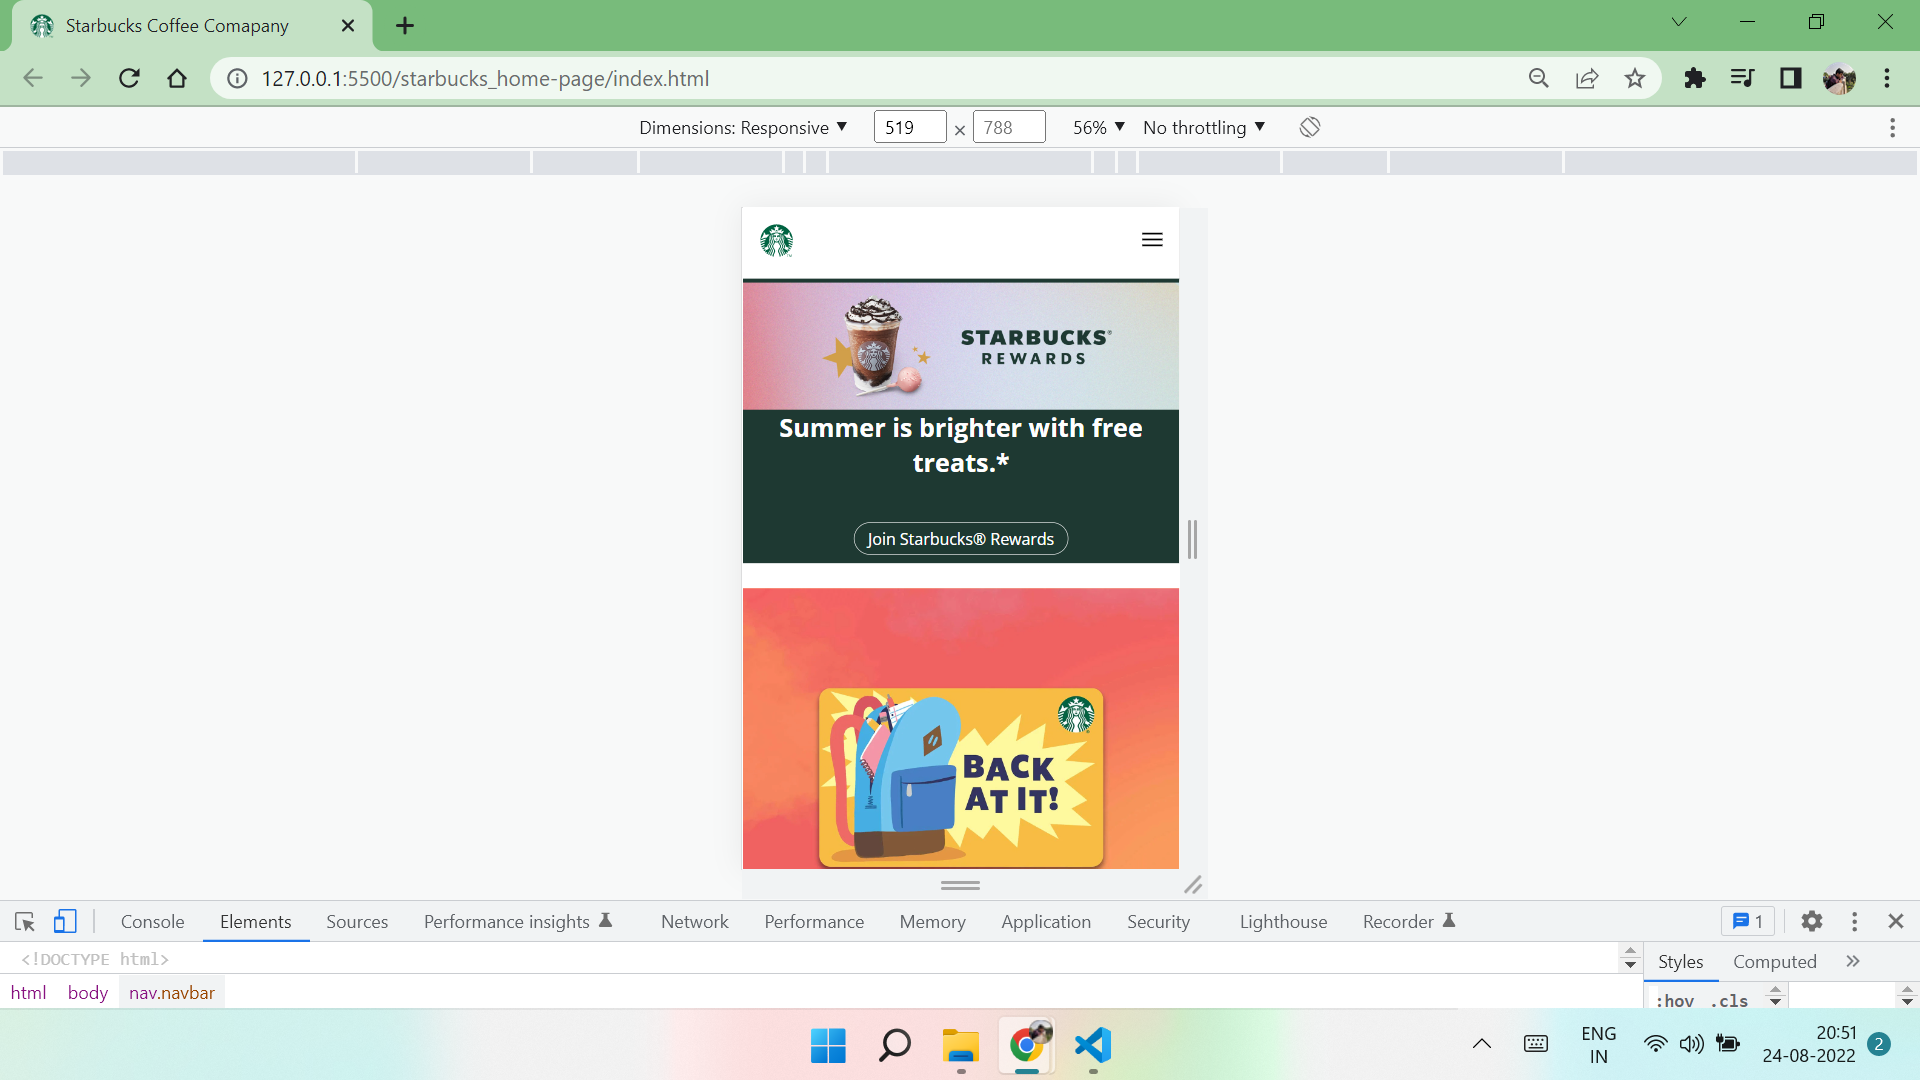 Starbucks Coffee Comapany
127.0.0.1:5500/starbucks_home-page/index.html
Dimensions: Responsive ▼ 519 × 788 56% ▼ No throttling ▼
STARBUCKS®
REWARDS
Summer is brighter with free
treats.*
Join Starbucks® Rewards
BACK
AT IT!
Console Elements Sources Performance insights Network Performance Memory Application Security Lighthouse Recorder 1
<!DOCTYPE html>
Styles Computed »
html body nav.navbar
:hov .cls
ENG
IN
20:51
24-08-2022
2